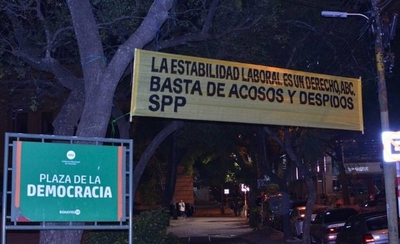 LA ESTABILIDAD LABORAL ES UN DERECHO, ABC.
BASTA DE ACOSOS Y DESPIDOS
SPP
PLAZA DE LA
DEMOCRACIA